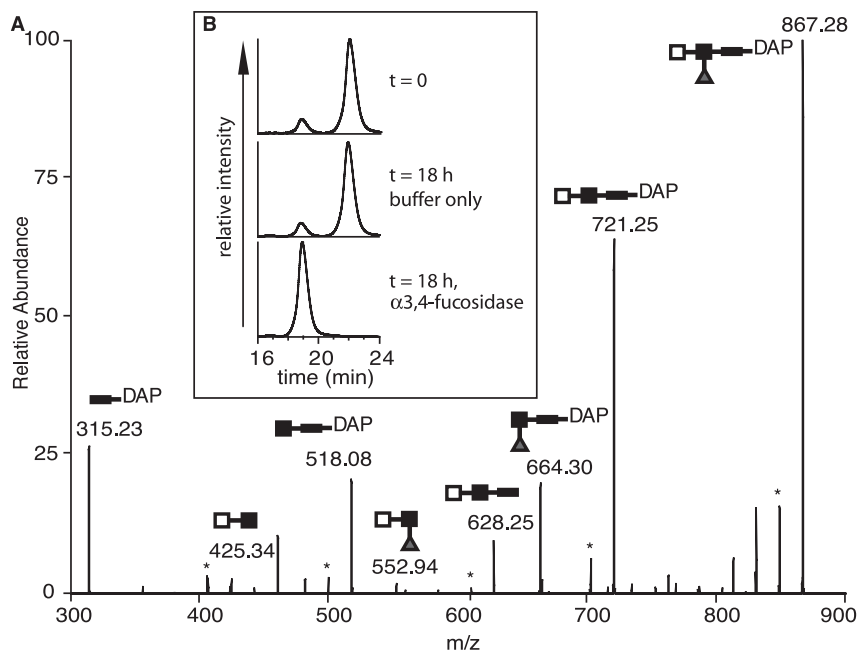 A
B
867.28
DAP
100
t = 0
75
DAP
721.25
t = 18 h
buffer only
relative intensity
Relative Abundance
50
t = 18 h,
α3,4-fucosidase
16 20 24
time (min)
DAP
315.23
DAP
518.08
DAP
664.30
25
628.25
425.34
552.94
* * * * *
0
300 400 500 600 700 800 900
m/z